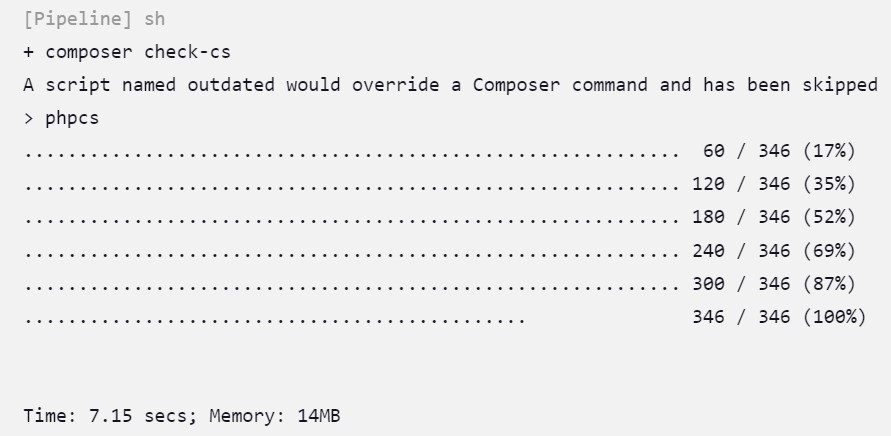 [Pipeline] sh
+ composer check-cs
A script named outdated would override a Composer command and has been skipped
> phpcs
............................................................  60 / 346 (17%)
............................................................ 120 / 346 (35%)
............................................................ 180 / 346 (52%)
............................................................ 240 / 346 (69%)
............................................................ 300 / 346 (87%)
..............................................               346 / 346 (100%)
Time: 7.15 secs; Memory: 14MB